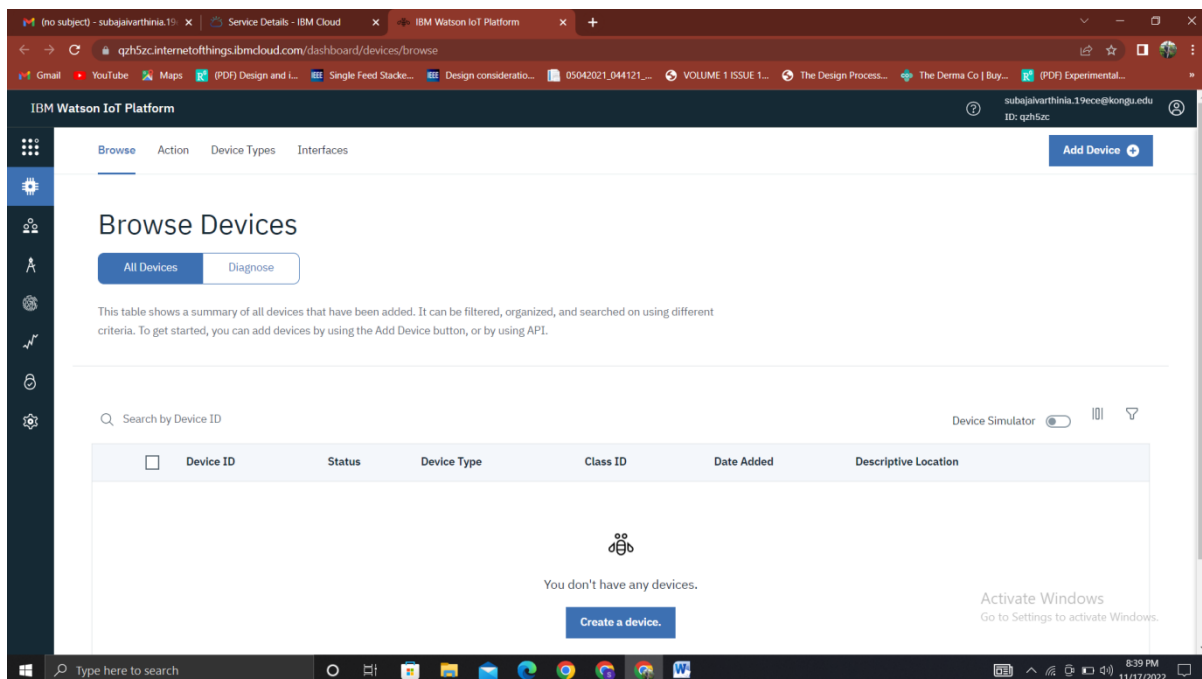 (no subject) - subajaivarthinia.19
Service Details - IBM Cloud
IBM Watson IoT Platform
qzh5zc.internetofthings.ibmcloud.com/dashboard/devices/browse
Gmail
YouTube
Maps
(PDF) Design and i...
Single Feed Stacke...
Design consideratio...
05042021_044121_...
VOLUME 1 ISSUE 1...
The Design Process...
The Derma Co | Buy...
(PDF) Experimental...
IBM Watson IoT Platform
subajaivarthinia.19ece@kongu.edu
ID: qzh5zc
Browse
Action
Device Types
Interfaces
Add Device
Browse Devices
All Devices
Diagnose
This table shows a summary of all devices that have been added. It can be filtered, organized, and searched on using different
criteria. To get started, you can add devices by using the Add Device button, or by using API.
Search by Device ID
Device Simulator
Device ID
Status
Device Type
Class ID
Date Added
Descriptive Location
You don't have any devices.
Create a device.
Activate Windows
Go to Settings to activate Windows.
Type here to search
8:39 PM
11/17/2022